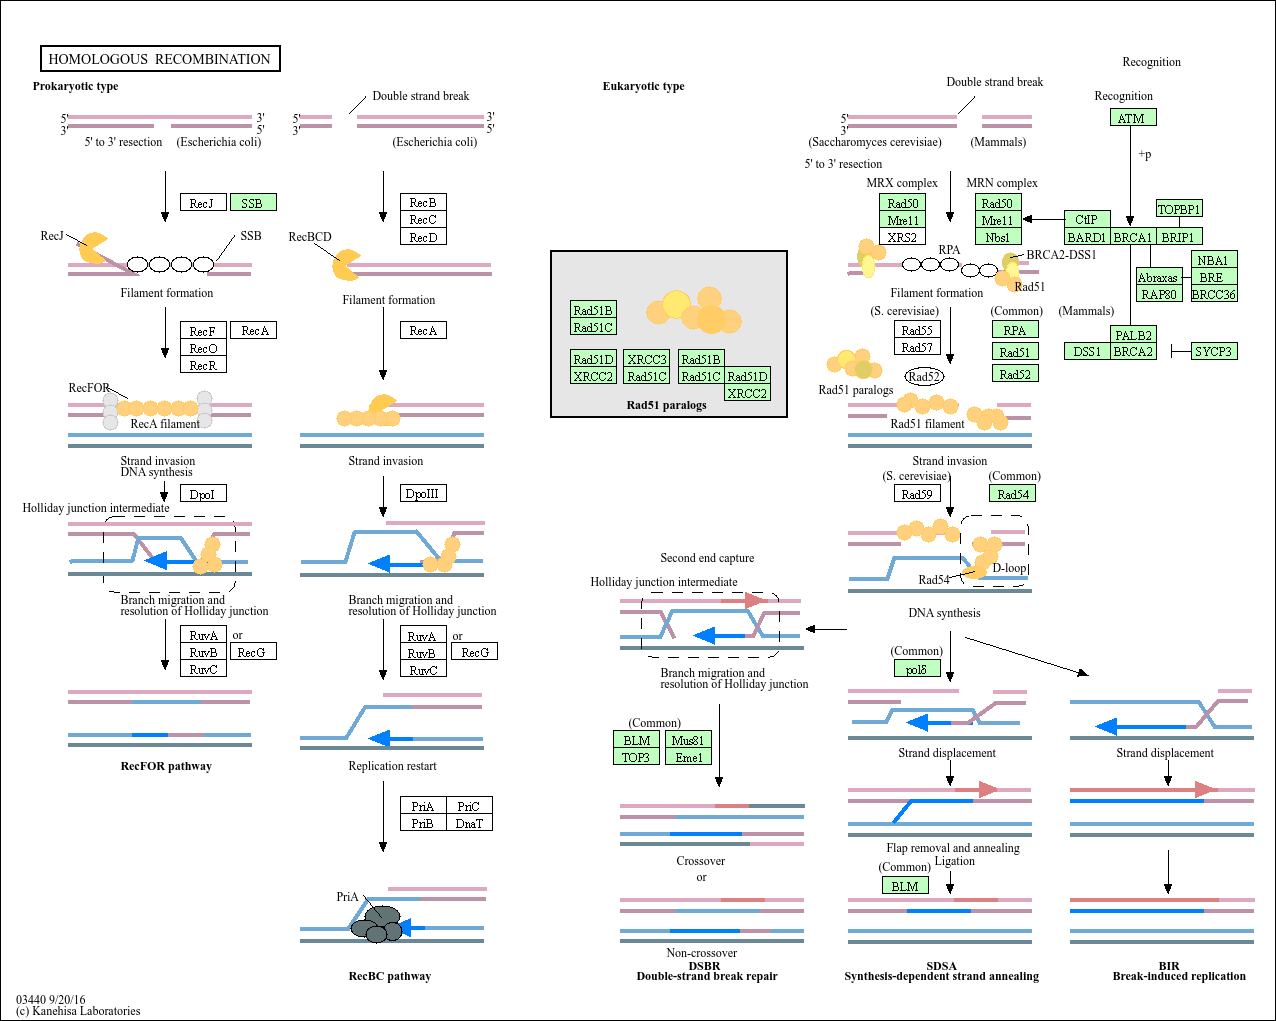 HOMOLOGOUS RECOMBINATION
Prokaryotic type
5'
3'
3'
5'
5' to 3' resection
(Escherichia coli)
RecJ
SSB
RecJ
SSB
Filament formation
RecF
RecA
RecO
RecR
RecFOR
RecA filament
Strand invasion
DNA synthesis
DpoI
Holliday junction intermediate
Branch migration and
resolution of Holliday junction
RuvA
or
RuvB
RecG
RuvC
RecFOR pathway
Double strand break
5'
3'
3'
5'
(Escherichia coli)
RecB
RecC
RecD
RecBCD
Filament formation
RecA
Strand invasion
DpoIII
Branch migration and
resolution of Holliday junction
RuvA
or
RuvB
RecG
RuvC
Replication restart
PriA
PriC
PriB
DnaT
PriA
RecBC pathway
Eukaryotic type
Rad51B
Rad51C
Rad51D
XRCC2
XRCC3
Rad51C
Rad51B
Rad51C
Rad51D
XRCC2
Rad51 paralogs
Second end capture
Holliday junction intermediate
Branch migration and
resolution of Holliday junction
(Common)
BLM
TOP3
Mus81
Eme1
Crossover
or
Non-crossover
DSBR
Double-strand break repair
Double strand break
5'
3'
(Saccharomyces cerevisiae)
(Mammals)
5' to 3' resection
MRX complex
MRN complex
Rad50
Mre11
XRS2
Rad50
Mre11
Nbs1
RPA
BRCA2-DSS1
Rad51
Filament formation
(S. cerevisiae)
(Common)
(Mammals)
Rad55
Rad57
RPA
Rad51
Rad52
Rad52
Rad51 paralogs
Rad51 filament
Strand invasion
(S. cerevisiae)
(Common)
Rad59
Rad54
Rad54
D-loop
DNA synthesis
(Common)
polδ
Strand displacement
Flap removal and annealing
Ligation
(Common)
BLM
SDSA
Synthesis-dependent strand annealing
Recognition
Recognition
ATM
+p
TOPBP1
CtIP
BARD1
BRCA1
BRIP1
NBA1
Abraxas
BRE
RAP80
BRCC36
PALB2
DSS1
BRCA2
SYCP3
Strand displacement
BIR
Break-induced replication
03440 9/20/16
(c) Kanehisa Laboratories